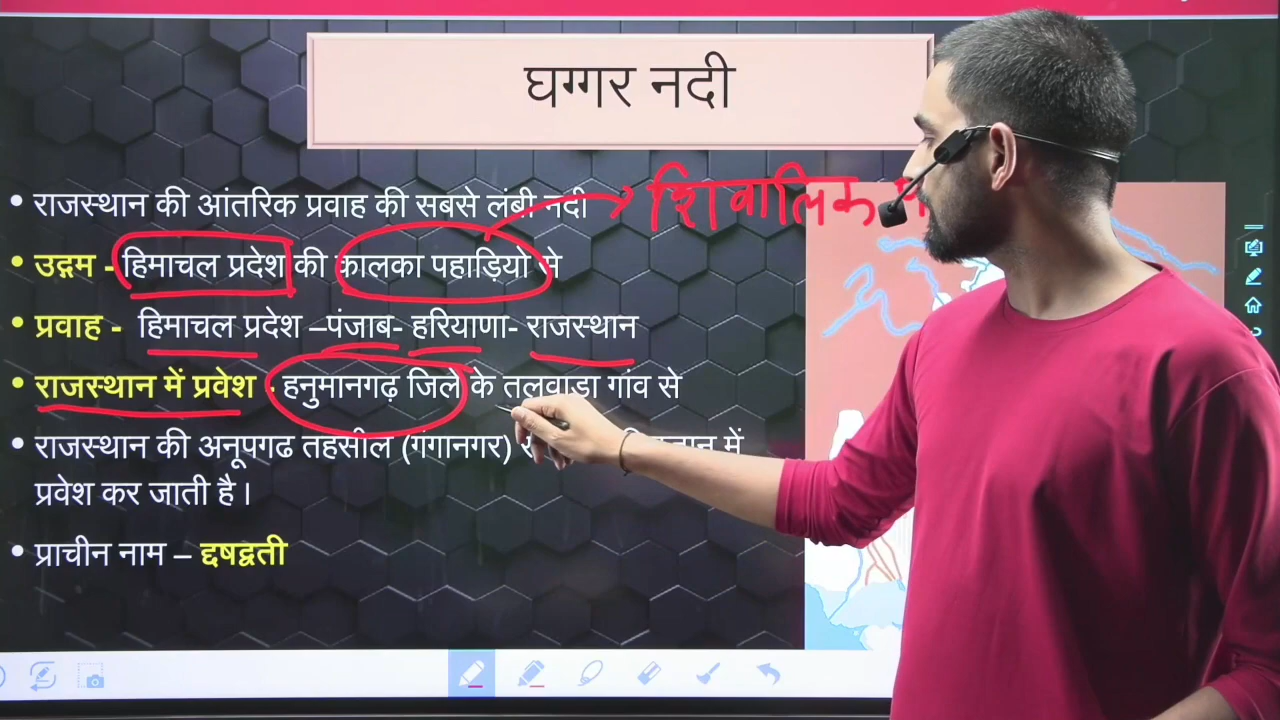 घग्गर नदी
• राजस्थान की आंतरिक प्रवाह की सबसे लंबी नदी
शिवालिक
• उद्गम - हिमाचल प्रदेश की कालका पहाड़ियो से
• प्रवाह - हिमाचल प्रदेश –पंजाब- हरियाणा- राजस्थान
• राजस्थान में प्रवेश - हनुमानगढ़ जिले के तलवाडा गांव से
• राजस्थान की अनूपगढ तहसील (गंगानगर) में
प्रवेश कर जाती है।
• प्राचीन नाम – द्दषद्वती